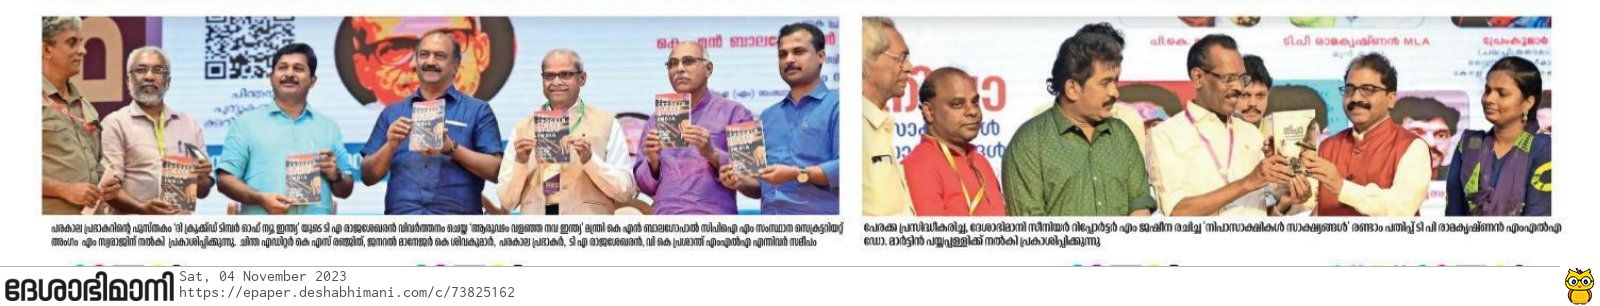 കെ എൻ ബാലഗോ
പി.കെ.
ടി.പി രാമകൃഷ്ണൻ MLA
പ്രേംകുമാർ
ചിന്ത
INDIA
നിപാ
പരകാല പ്രഭാകറിന്റെ പുസ്തകം 'ദി ക്രൂക്ക്ഡ് ടിമ്പർ ഓഫ് ന്യൂ ഇന്ത്യ' യുടെ ടി എ രാജശേഖരൻ വിവർത്തനം ചെയ്ത 'ആരൂഢം വളഞ്ഞ നവ ഇന്ത്യ' മന്ത്രി കെ എൻ ബാലഗോപാൽ സിപിഐ എം സംസ്ഥാന സെക്രട്ടറിയറ്റ്
അംഗം എം സ്വരാജിന് നൽകി പ്രകാശിപ്പിക്കുന്നു. ചിന്ത എഡിറ്റർ കെ എസ് രഞ്ജിത്, ജനറൽ മാനേജർ കെ ശിവകുമാർ, പരകാല പ്രഭാകർ, ടി എ രാജശേഖരൻ, വി കെ പ്രശാന്ത് എംഎൽഎ എന്നിവർ സമീപം
പേരക്ക പ്രസിദ്ധീകരിച്ച, ദേശാഭിമാനി സീനിയർ റിപ്പോർട്ടർ എം ജഷീന രചിച്ച 'നിപാസാക്ഷികൾ സാക്ഷ്യങ്ങൾ' രണ്ടാം പതിപ്പ് ടി പി രാമകൃഷ്ണൻ എംഎൽഎ
ഡോ. മാർട്ടിൻ പയ്യപ്പള്ളിക്ക് നൽകി പ്രകാശിപ്പിക്കുന്നു
ദേശാഭിമാനി
Sat, 04 November 2023
https://epaper.deshabhimani.com/c/73825162